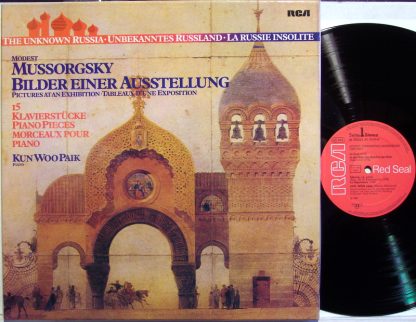 RCA
THE UNKNOWN RUSSIA · UNBEKANNTES RUSSLAND · LA RUSSIE INSOLITE
MODEST
MUSSORGSKY
BILDER EINER AUSSTELLUNG
PICTURES AT AN EXHIBITION · TABLEAUX D'UNE EXPOSITION
15
KLAVIERSTÜCKE
PIANO PIECES
MORCEAUX POUR
PIANO
KUN WOO PAIK
PIANO
RCA
Red Seal